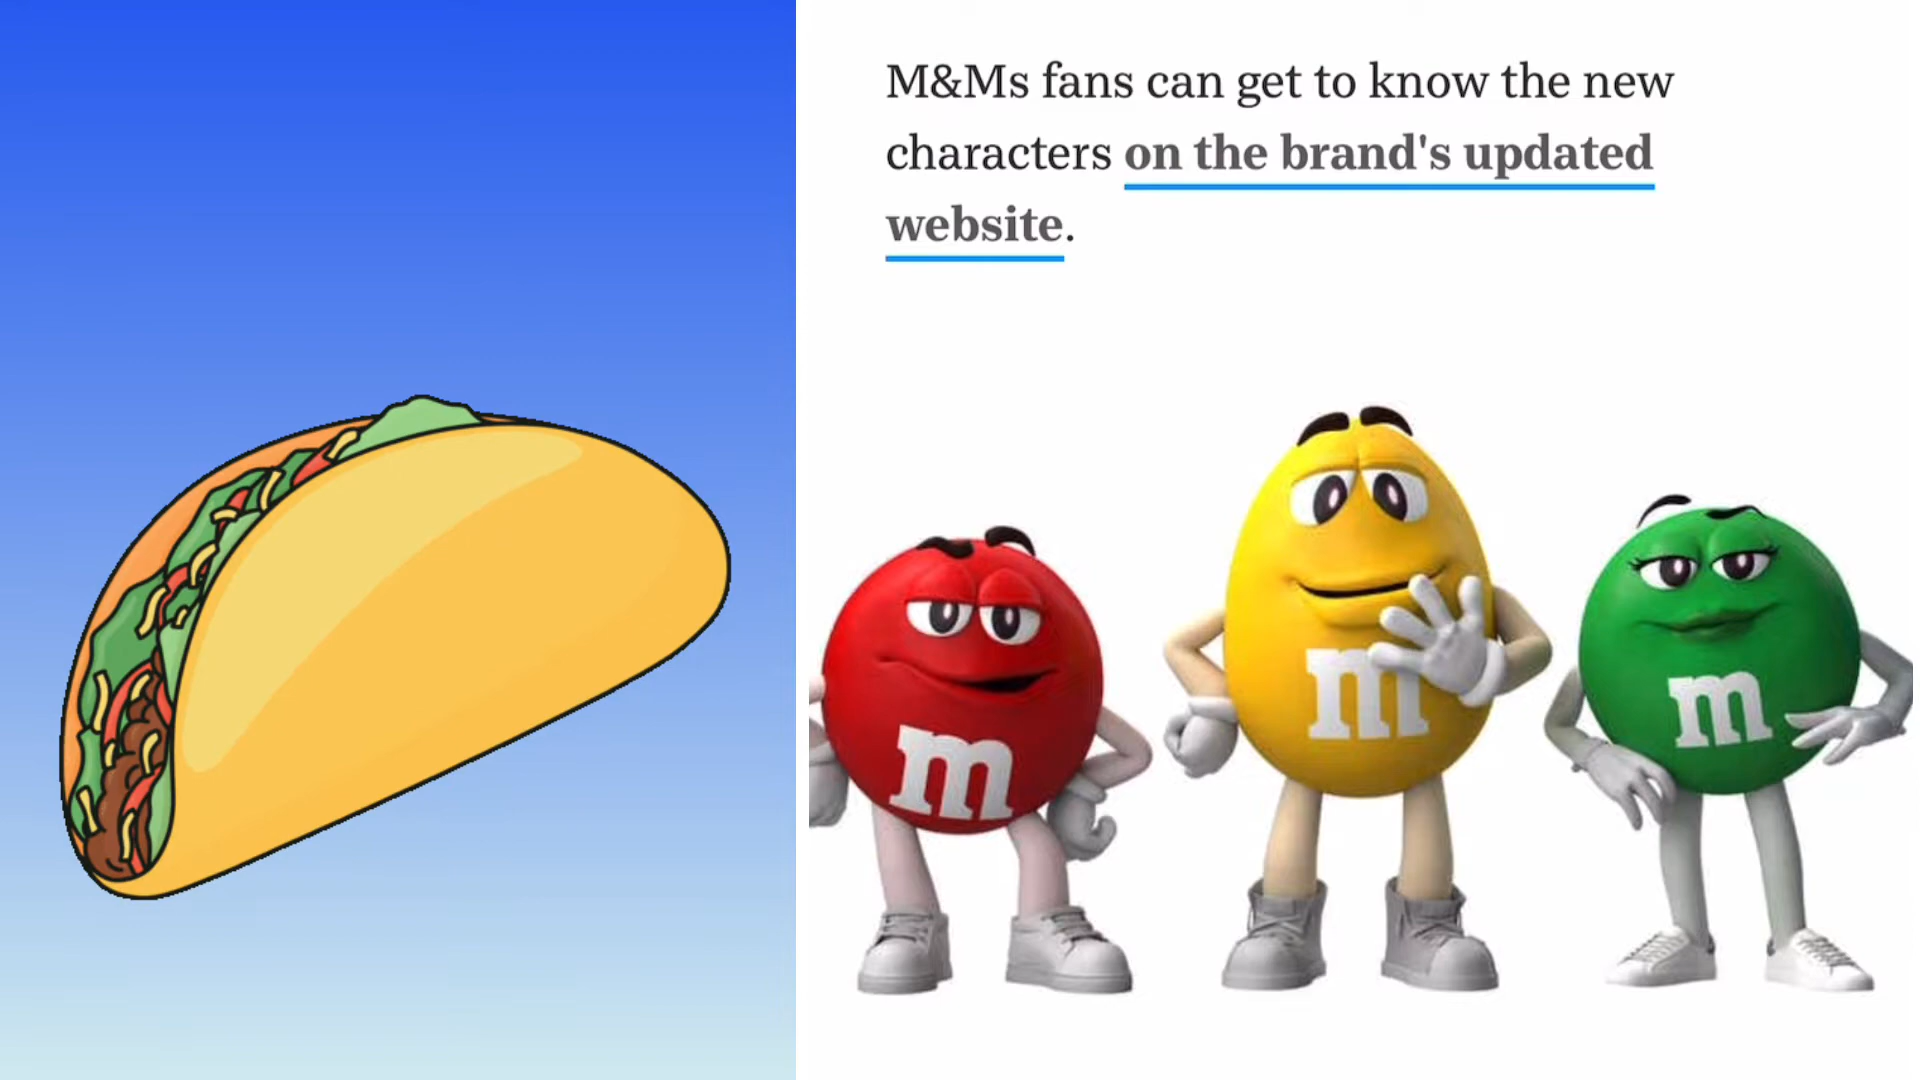 M&Ms fans can get to know the new
characters on the brand's updated
website.
m
m
m